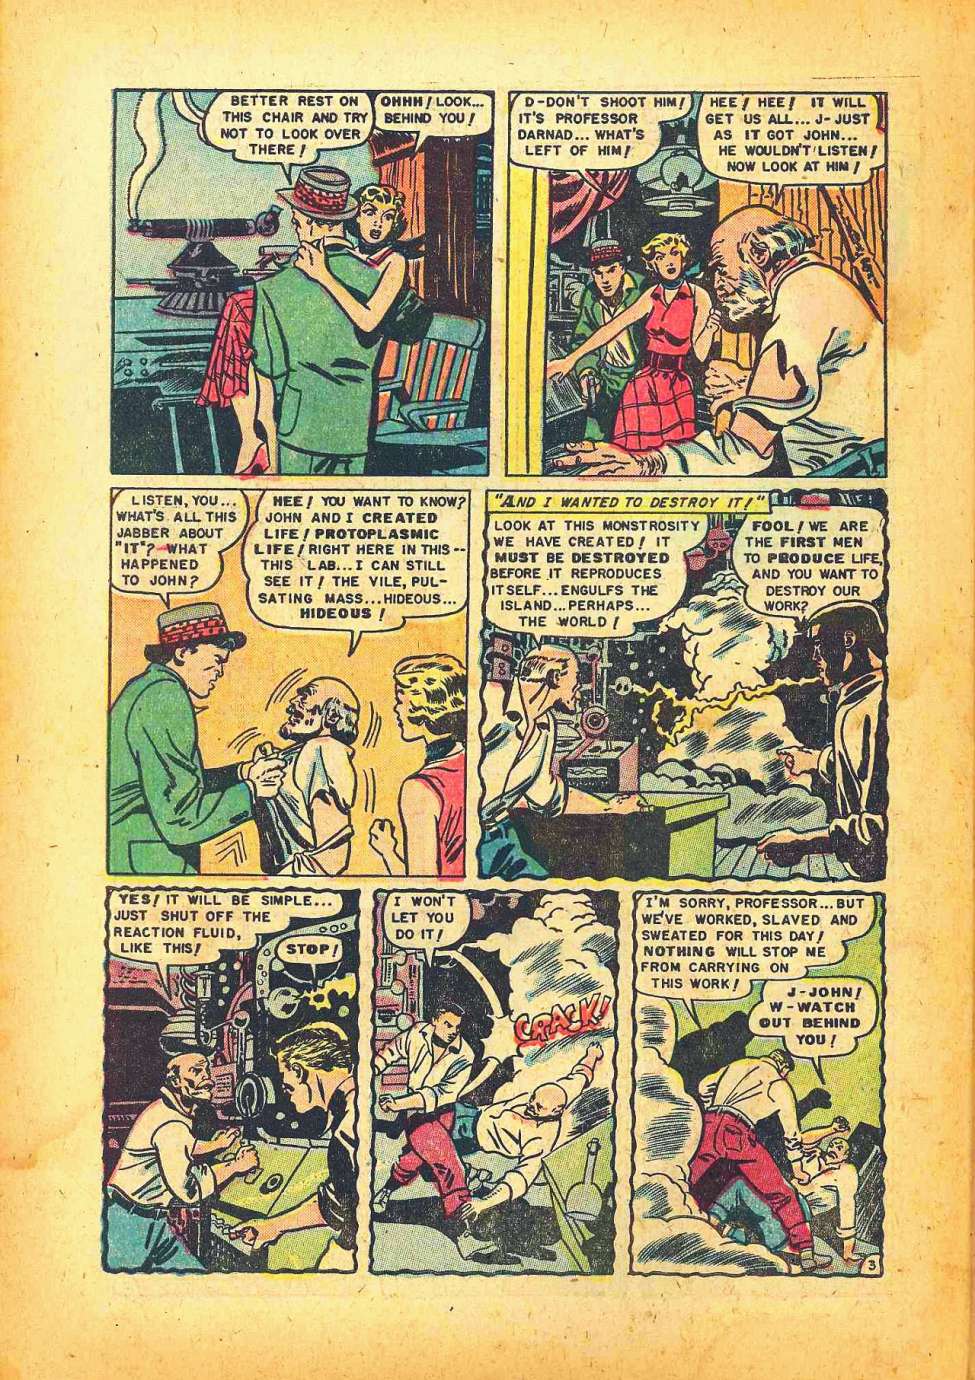 BETTER REST ON
THIS CHAIR AND TRY
NOT TO LOOK OVER
THERE!
OHHH! LOOK...
BEHIND YOU!
D-DON'T SHOOT HIM!
IT'S PROFESSOR
DARNAD... WHAT'S
LEFT OF HIM!
HEE! HEE! IT WILL
GET US ALL... J-JUST
AS IT GOT JOHN...
HE WOULDN'T LISTEN!
NOW LOOK AT HIM!
LISTEN, YOU...
WHAT'S ALL THIS
JABBER ABOUT
"IT"? WHAT
HAPPENED
TO JOHN?
HEE! YOU WANT TO KNOW?
JOHN AND I CREATED
LIFE! PROTOPLASMIC
LIFE! RIGHT HERE IN THIS --
THIS LAB... I CAN STILL
SEE IT! THE VILE, PUL-
SATING MASS... HIDEOUS...
HIDEOUS!
"AND I WANTED TO DESTROY IT!"
LOOK AT THIS MONSTROSITY
WE HAVE CREATED! IT
MUST BE DESTROYED
BEFORE IT REPRODUCES
ITSELF... ENGULFS THE
ISLAND... PERHAPS...
THE WORLD!
FOOL! WE ARE
THE FIRST MEN
TO PRODUCE LIFE,
AND YOU WANT TO
DESTROY OUR
WORK?
YES! IT WILL BE SIMPLE...
JUST SHUT OFF THE
REACTION FLUID,
LIKE THIS!
STOP!
I WON'T
LET YOU
DO IT!
CRACK!
I'M SORRY, PROFESSOR... BUT
WE'VE WORKED, SLAVED AND
SWEATED FOR THIS DAY!
NOTHING WILL STOP ME
FROM CARRYING ON
THIS WORK!
J-JOHN!
W-WATCH
OUT BEHIND
YOU!
3